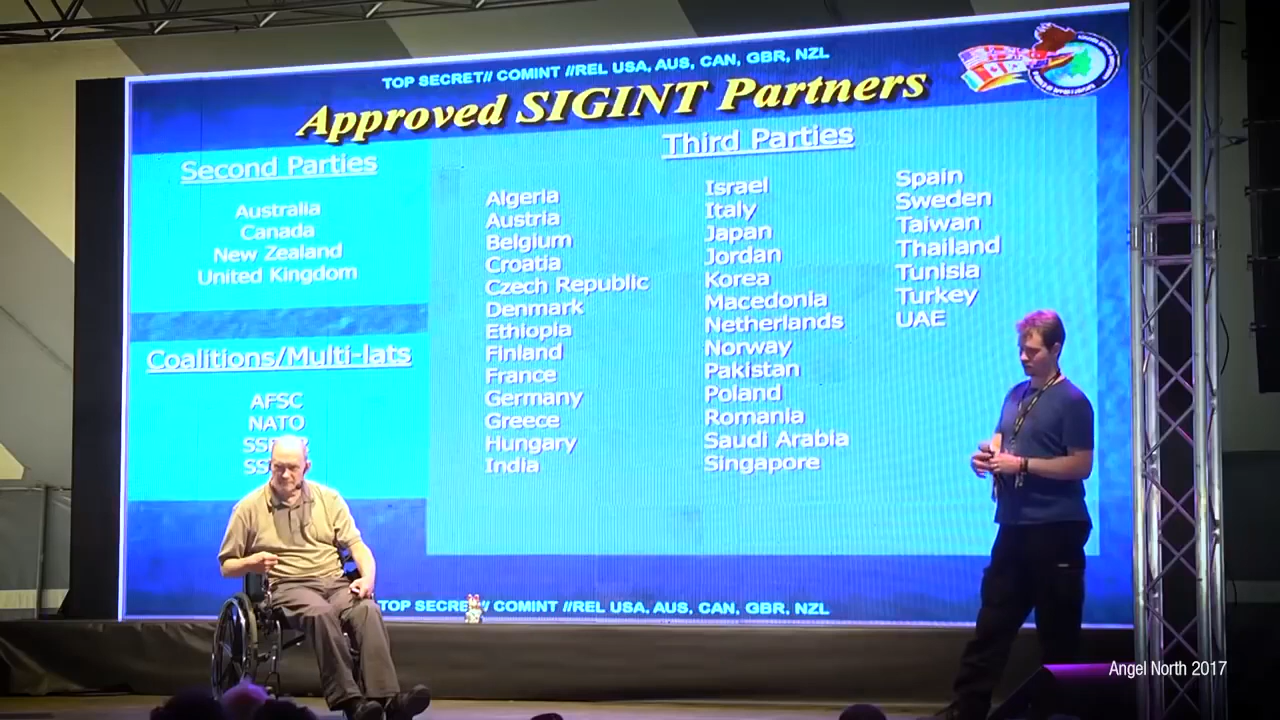 TOP SECRET// COMINT //REL USA, AUS, CAN, GBR, NZL
Approved SIGINT Partners
Second Parties
Australia
Canada
New Zealand
United Kingdom
Coalitions/Multi-lats
AFSC
NATO
Third Parties
Algeria
Austria
Belgium
Croatia
Czech Republic
Denmark
Ethiopia
Finland
France
Germany
Greece
Hungary
India
Israel
Italy
Japan
Jordan
Korea
Macedonia
Netherlands
Norway
Pakistan
Poland
Romania
Saudi Arabia
Singapore
Spain
Sweden
Taiwan
Thailand
Tunisia
Turkey
UAE
TOP SECRET// COMINT //REL USA, AUS, CAN, GBR, NZL
Angel North 2017